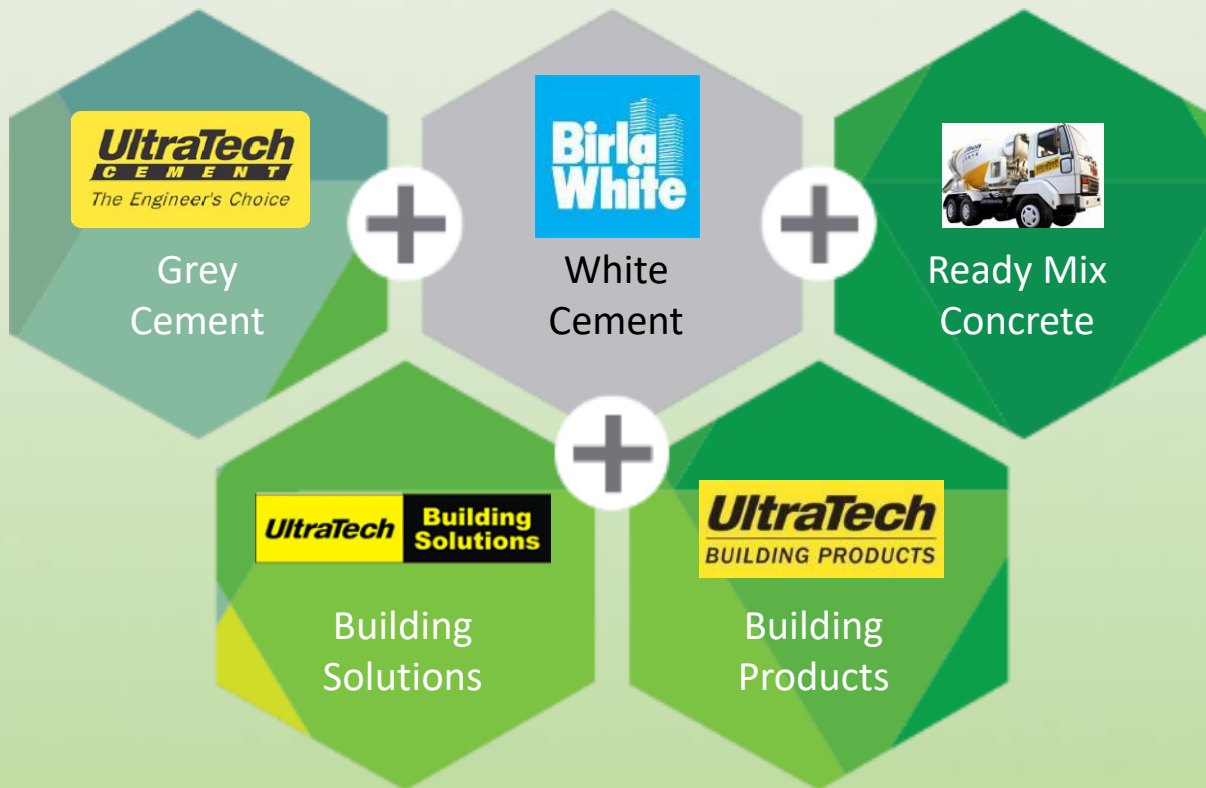 UltraTech
CEMENT
The Engineer's Choice
Grey
Cement
Birla
White
White
Cement
Ready Mix
Concrete
UltraTech
Building
Solutions
Building
Solutions
UltraTech
BUILDING PRODUCTS
Building
Products